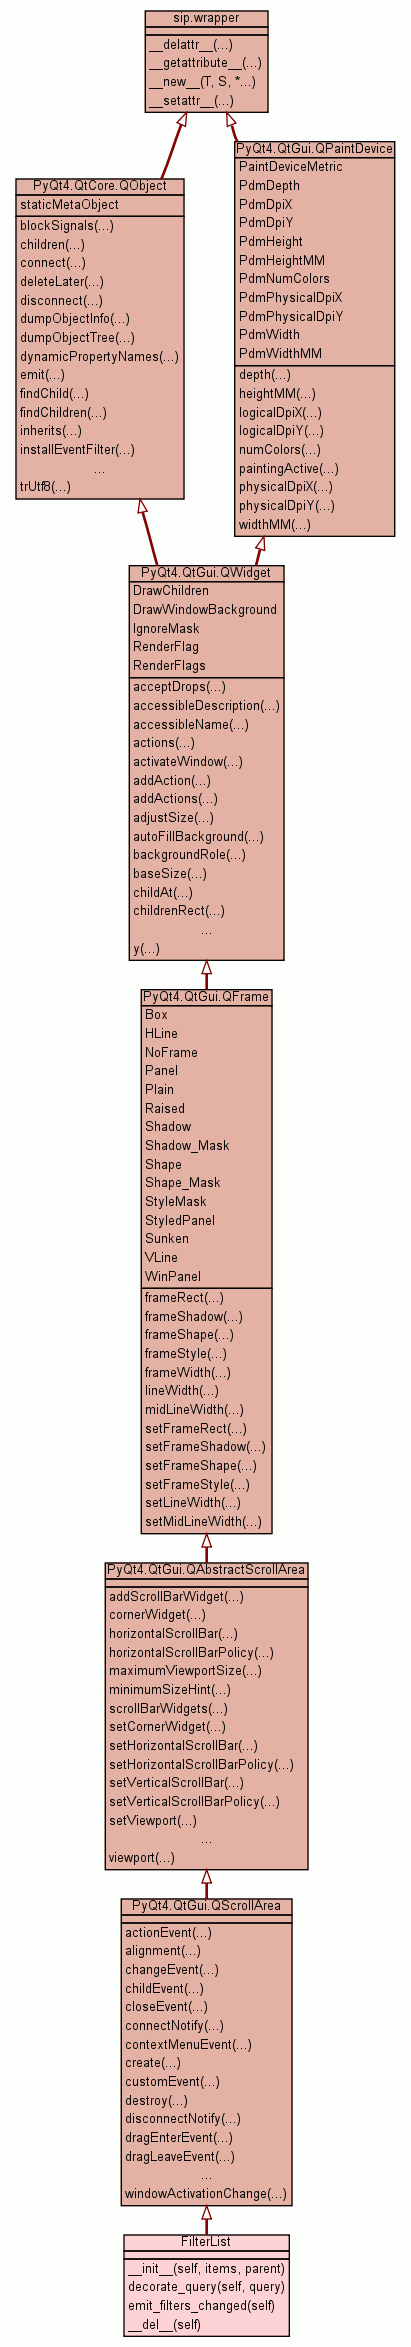 sip.wrapper
__delattr__(...)
__getattribute__(...)
__new__(T, S, *...)
__setattr__(...)
PyQt4.QtGui.QPaintDevice
PaintDeviceMetric
PdmDepth
PdmDpiX
PdmDpiY
PdmHeight
PdmHeightMM
PdmNumColors
PdmPhysicalDpiX
PdmPhysicalDpiY
PdmWidth
PdmWidthMM
depth(...)
heightMM(...)
logicalDpiX(...)
logicalDpiY(...)
numColors(...)
paintingActive(...)
physicalDpiX(...)
physicalDpiY(...)
widthMM(...)
PyQt4.QtCore.QObject
staticMetaObject
blockSignals(...)
children(...)
connect(...)
deleteLater(...)
disconnect(...)
dumpObjectInfo(...)
dumpObjectTree(...)
dynamicPropertyNames(...)
emit(...)
findChild(...)
findChildren(...)
inherits(...)
installEventFilter(...)
...
trUtf8(...)
PyQt4.QtGui.QWidget
DrawChildren
DrawWindowBackground
IgnoreMask
RenderFlag
RenderFlags
acceptDrops(...)
accessibleDescription(...)
accessibleName(...)
actions(...)
activateWindow(...)
addAction(...)
addActions(...)
adjustSize(...)
autoFillBackground(...)
backgroundRole(...)
baseSize(...)
childAt(...)
childrenRect(...)
...
y(...)
PyQt4.QtGui.QFrame
Box
HLine
NoFrame
Panel
Plain
Raised
Shadow
Shadow_Mask
Shape
Shape_Mask
StyleMask
StyledPanel
Sunken
VLine
WinPanel
frameRect(...)
frameShadow(...)
frameShape(...)
frameStyle(...)
frameWidth(...)
lineWidth(...)
midLineWidth(...)
setFrameRect(...)
setFrameShadow(...)
setFrameShape(...)
setFrameStyle(...)
setLineWidth(...)
setMidLineWidth(...)
PyQt4.QtGui.QAbstractScrollArea
addScrollBarWidget(...)
cornerWidget(...)
horizontalScrollBar(...)
horizontalScrollBarPolicy(...)
maximumViewportSize(...)
minimumSizeHint(...)
scrollBarWidgets(...)
setCornerWidget(...)
setHorizontalScrollBar(...)
setHorizontalScrollBarPolicy(...)
setVerticalScrollBar(...)
setVerticalScrollBarPolicy(...)
setViewport(...)
...
viewport(...)
PyQt4.QtGui.QScrollArea
actionEvent(...)
alignment(...)
changeEvent(...)
childEvent(...)
closeEvent(...)
connectNotify(...)
contextMenuEvent(...)
create(...)
customEvent(...)
destroy(...)
disconnectNotify(...)
dragEnterEvent(...)
dragLeaveEvent(...)
...
windowActivationChange(...)
FilterList
__init__(self, items, parent)
decorate_query(self, query)
emit_filters_changed(self)
__del__(self)